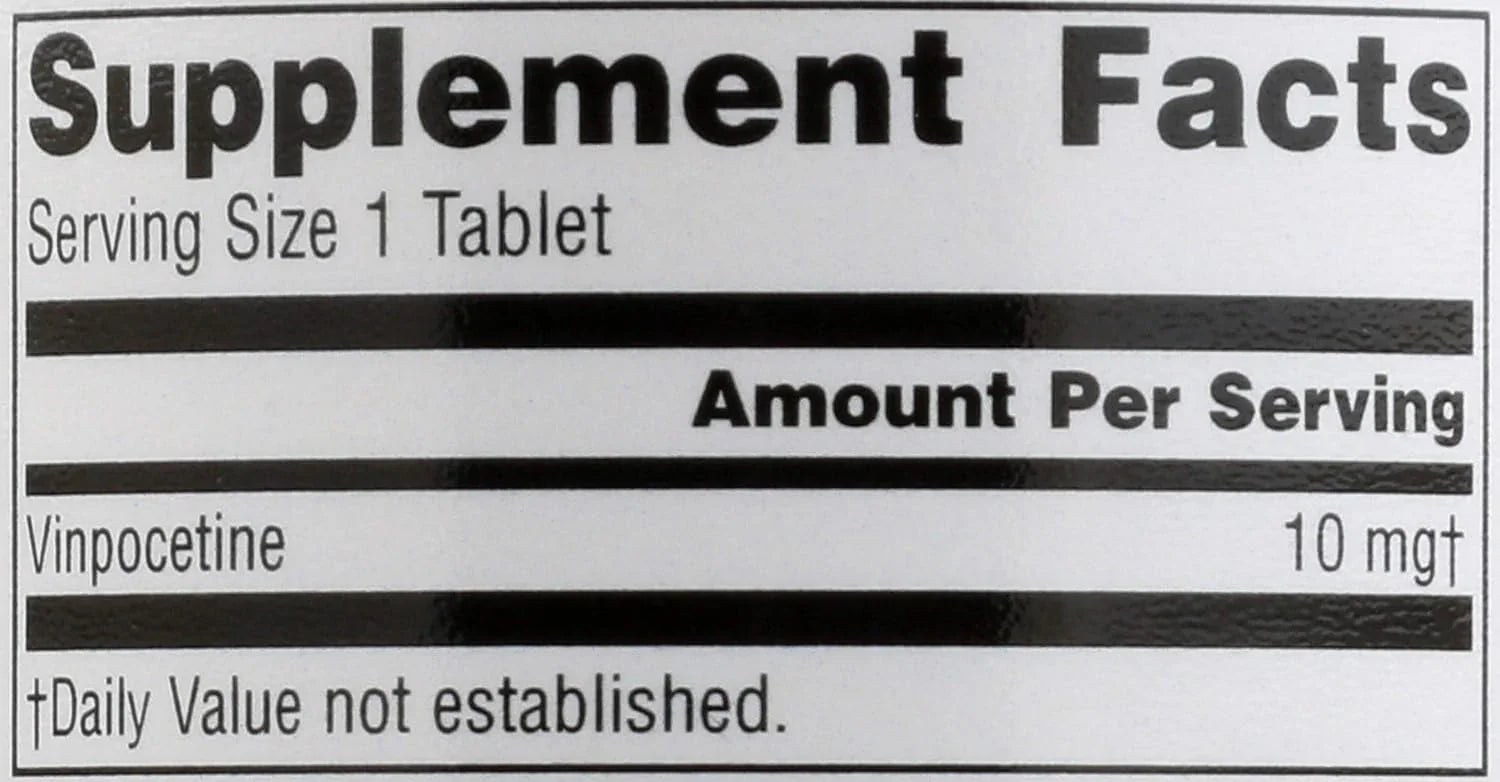 Supplement Facts
Serving Size 1 Tablet
Amount Per Serving
Vinpocetine 10 mg†
†Daily Value not established.